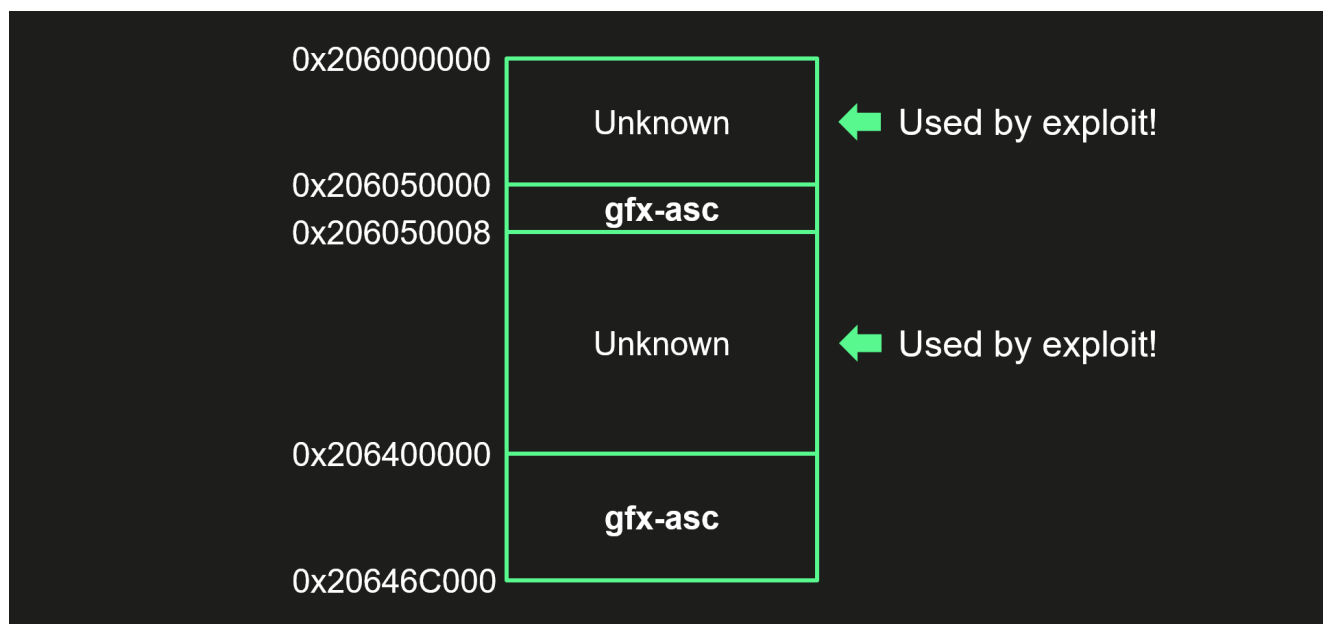 0x206000000
Unknown
Used by exploit!
0x206050000
gfx-asc
0x206050008
Unknown
Used by exploit!
0x206400000
gfx-asc
0x20646C000